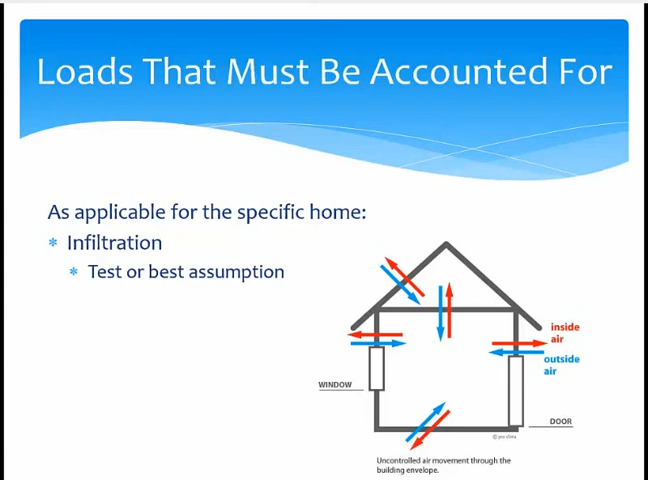 Loads That Must Be Accounted For
As applicable for the specific home:
* Infiltration
* Test or best assumption
inside
air
outside
air
WINDOW
DOOR
Uncontrolled air movement through the
building envelope.